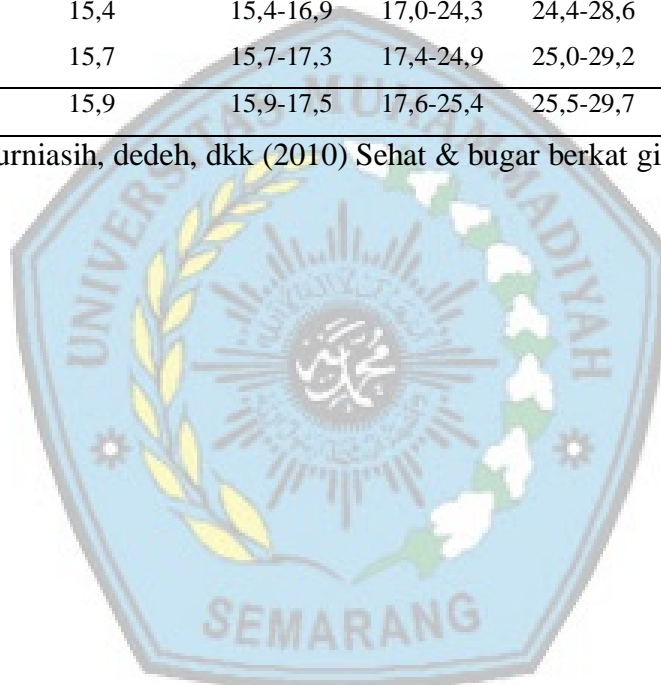 15,4 15,4-16,9 17,0-24,3 24,4-28,6
15,7 15,7-17,3 17,4-24,9 25,0-29,2
15,9 15,9-17,5 17,6-25,4 25,5-29,7
urniasih, dedeh, dkk (2010) Sehat & bugar berkat gi
UNIVERSITAS MUHAMMADIYAH
SEMARANG